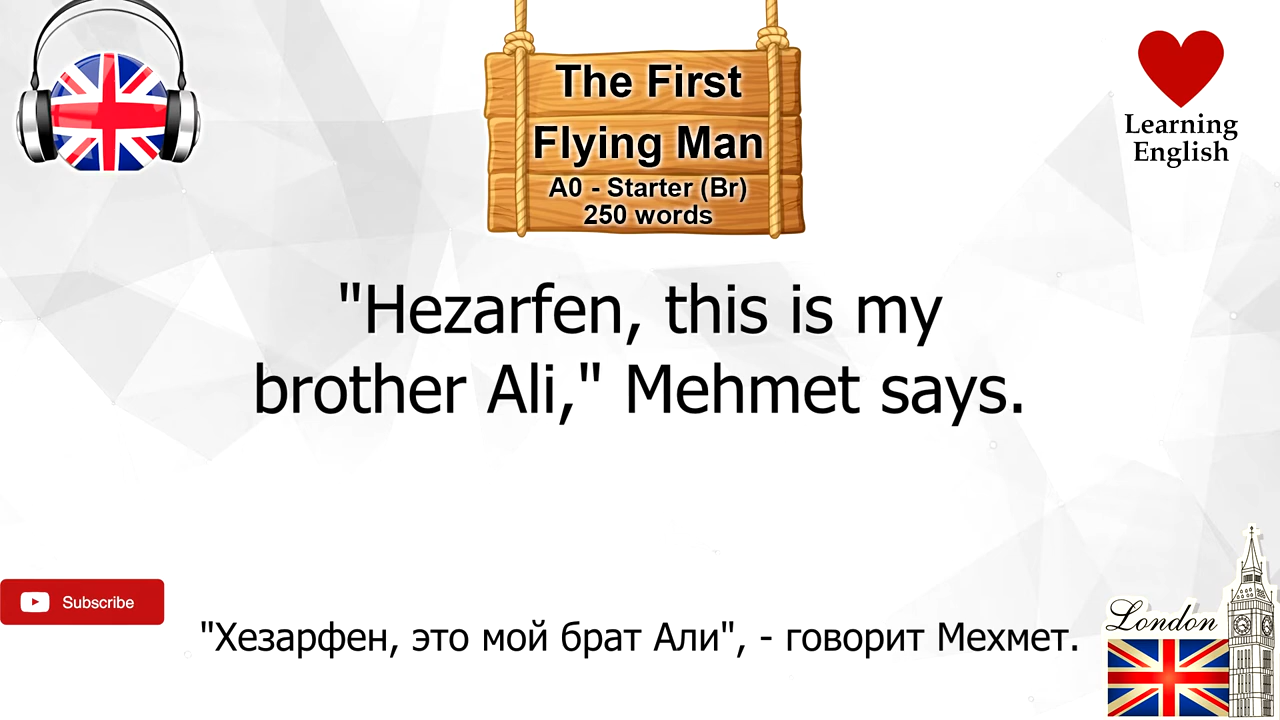 The First
Flying Man
A0 - Starter (Br)
250 words
Learning
English
"Hezarfen, this is my
brother Ali," Mehmet says.
Subscribe
"Хезарфен, это мой брат Али", - говорит Мехмет.
London